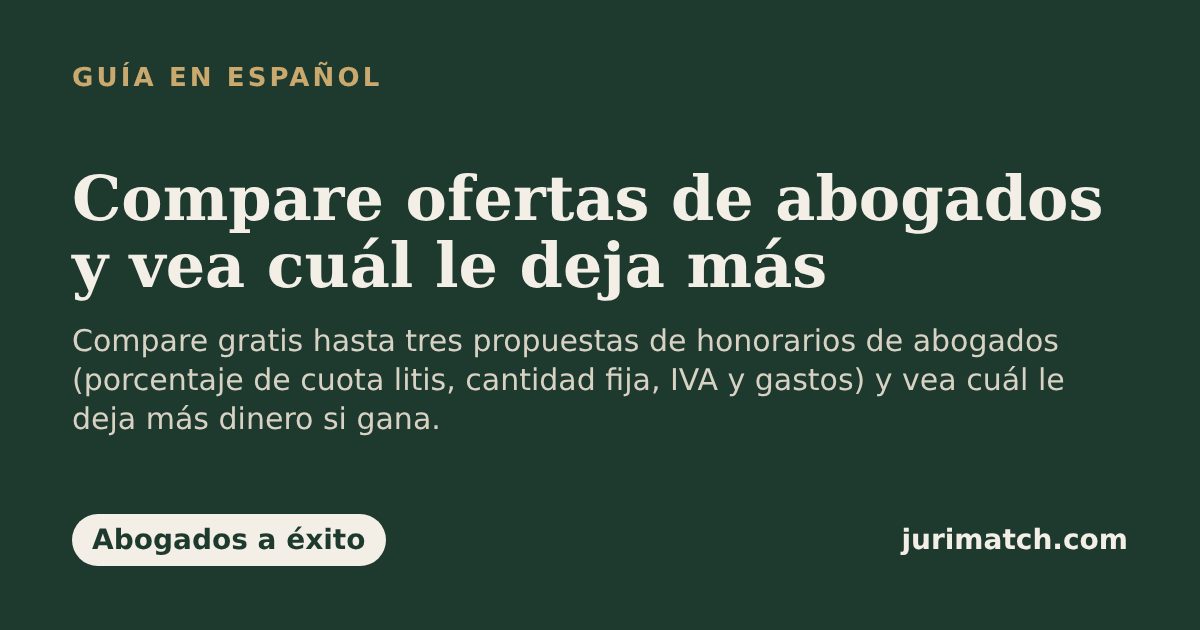 GUÍA EN ESPAÑOL
Compare ofertas de abogados
y vea cuál le deja más
Compare gratis hasta tres propuestas de honorarios de abogados
(porcentaje de cuota litis, cantidad fija, IVA y gastos) y vea cuál le
deja más dinero si gana.
Abogados a éxito
jurimatch.com